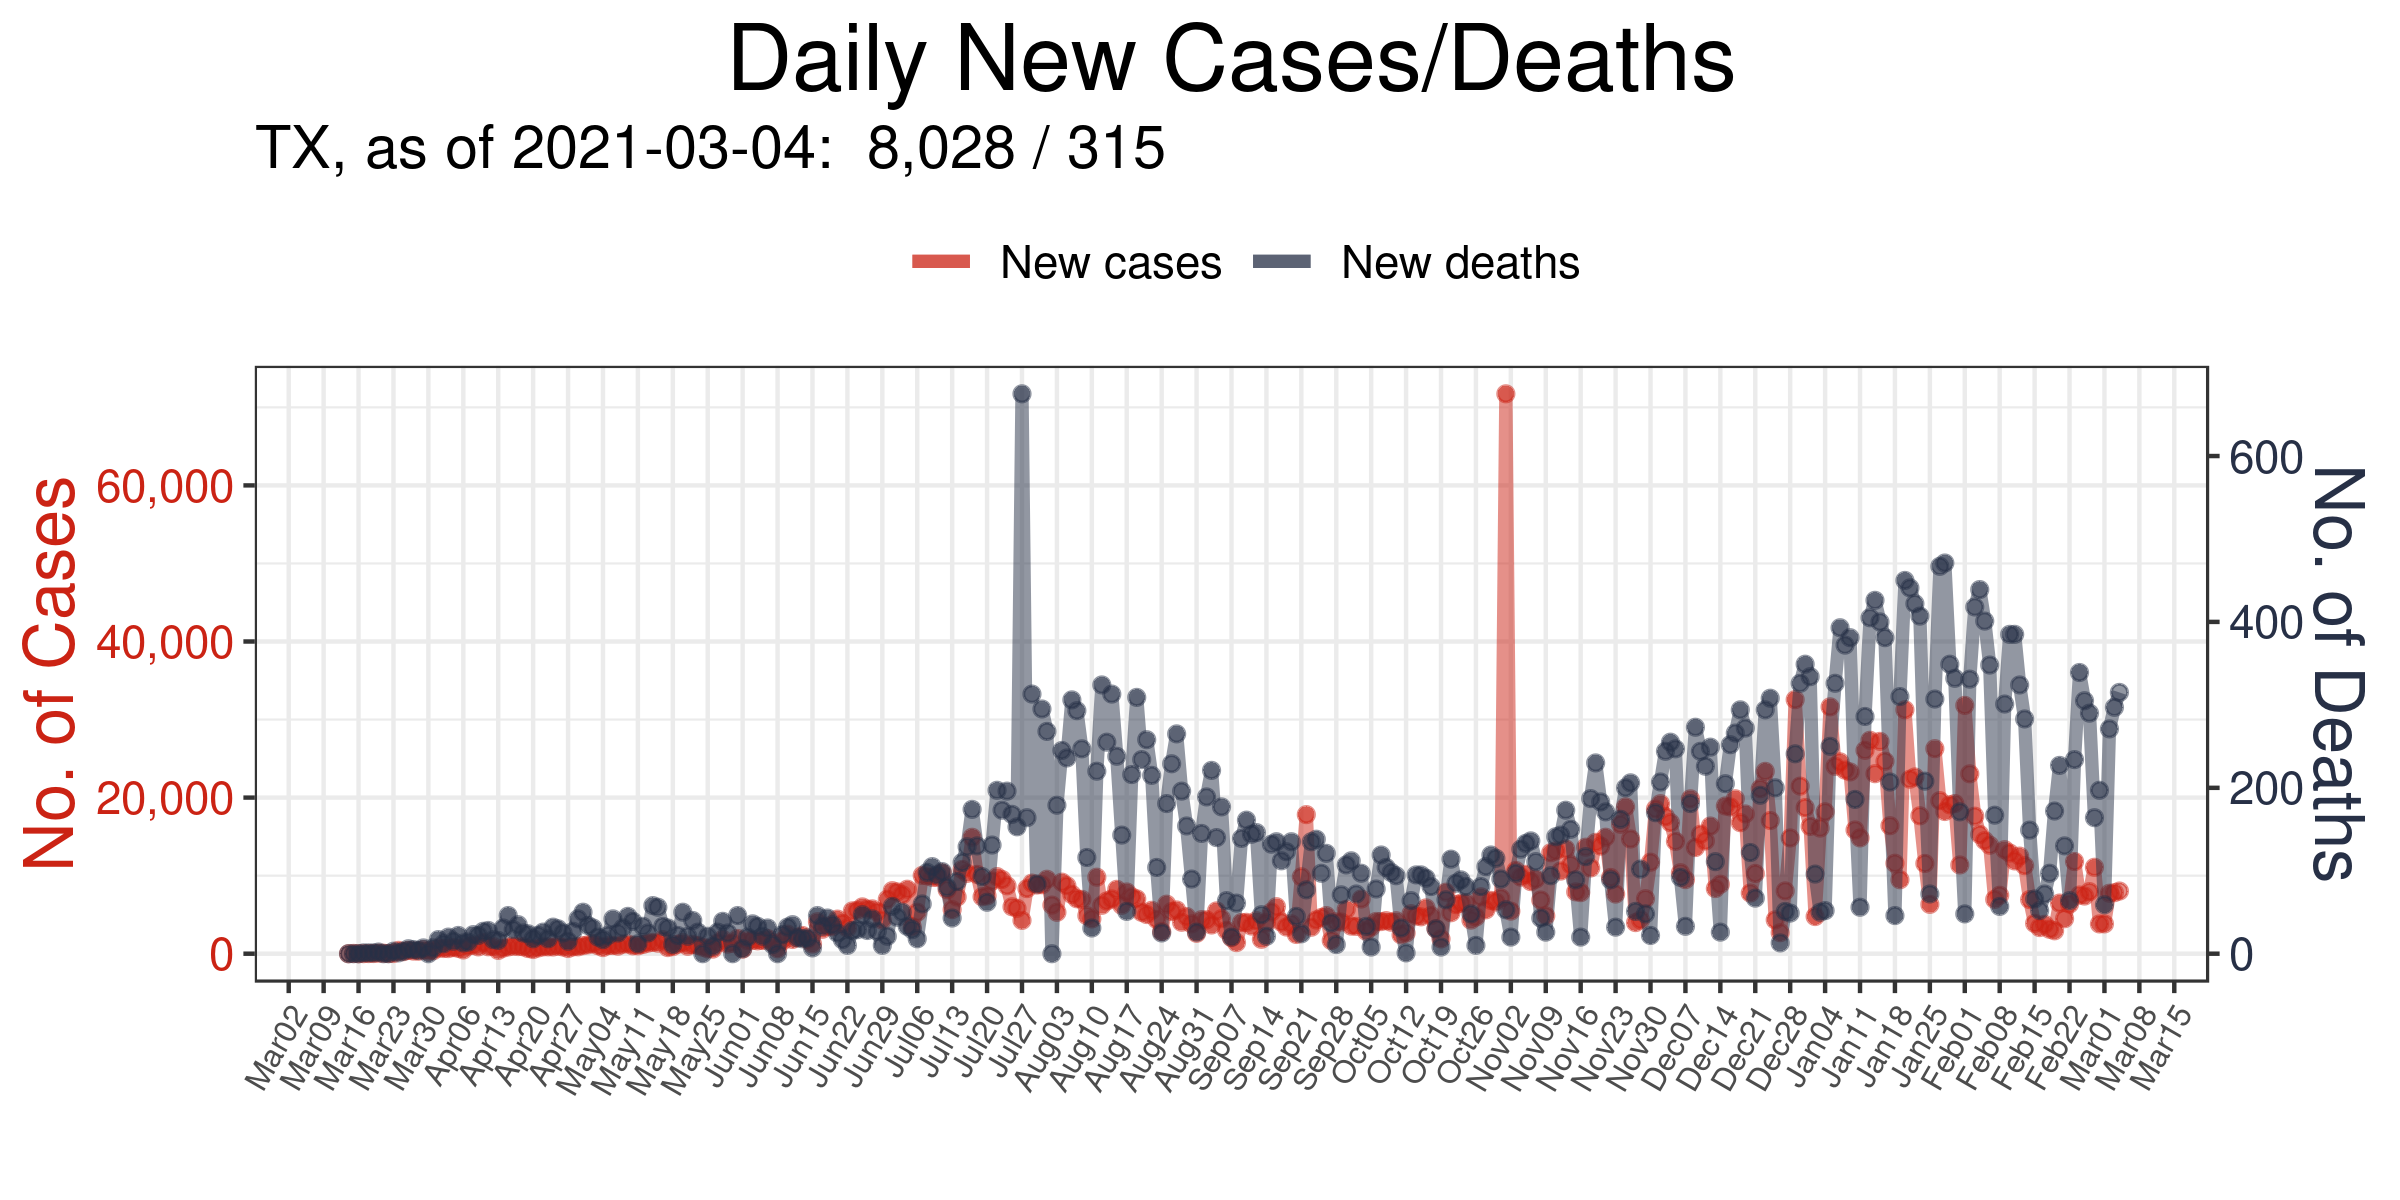 Daily New Cases/Deaths
TX, as of 2021-03-04:  8,028 / 315
New cases
New deaths
No. of Cases
60,000
40,000
20,000
0
600
400
200
0
No. of Deaths
Mar02
Mar09
Mar16
Mar23
Mar30
Apr06
Apr13
Apr20
Apr27
May04
May11
May18
May25
Jun01
Jun08
Jun15
Jun22
Jun29
Jul06
Jul13
Jul20
Jul27
Aug03
Aug10
Aug17
Aug24
Aug31
Sep07
Sep14
Sep21
Sep28
Oct05
Oct12
Oct19
Oct26
Nov02
Nov09
Nov16
Nov23
Nov30
Dec07
Dec14
Dec21
Dec28
Jan04
Jan11
Jan18
Jan25
Feb01
Feb08
Feb15
Feb22
Mar01
Mar08
Mar15